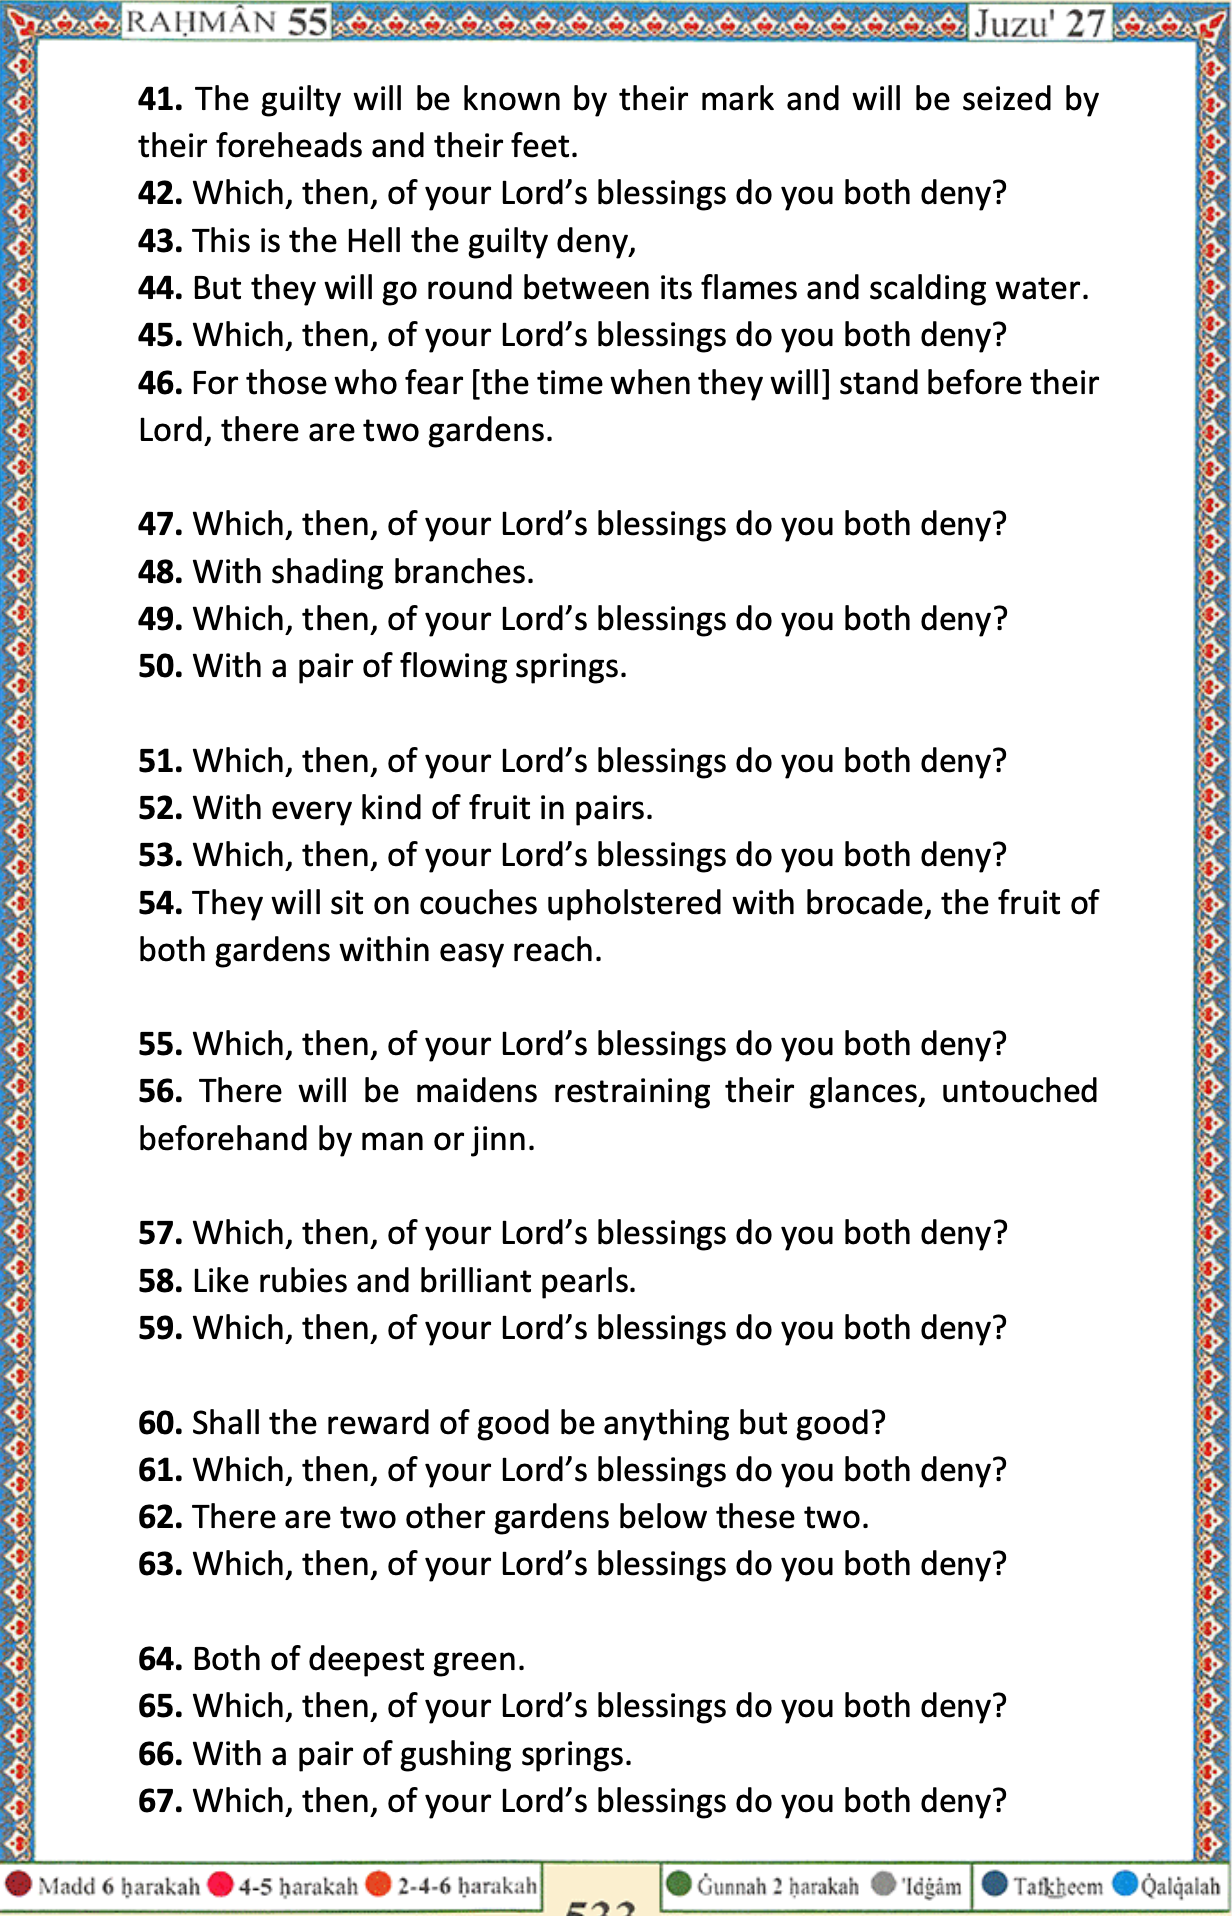 RAḤMÂN 55
Juzu' 27
41. The guilty will be known by their mark and will be seized by
their foreheads and their feet.
42. Which, then, of your Lord’s blessings do you both deny?
43. This is the Hell the guilty deny,
44. But they will go round between its flames and scalding water.
45. Which, then, of your Lord’s blessings do you both deny?
46. For those who fear [the time when they will] stand before their
Lord, there are two gardens.
47. Which, then, of your Lord’s blessings do you both deny?
48. With shading branches.
49. Which, then, of your Lord’s blessings do you both deny?
50. With a pair of flowing springs.
51. Which, then, of your Lord’s blessings do you both deny?
52. With every kind of fruit in pairs.
53. Which, then, of your Lord’s blessings do you both deny?
54. They will sit on couches upholstered with brocade, the fruit of
both gardens within easy reach.
55. Which, then, of your Lord’s blessings do you both deny?
56. There will be maidens restraining their glances, untouched
beforehand by man or jinn.
57. Which, then, of your Lord’s blessings do you both deny?
58. Like rubies and brilliant pearls.
59. Which, then, of your Lord’s blessings do you both deny?
60. Shall the reward of good be anything but good?
61. Which, then, of your Lord’s blessings do you both deny?
62. There are two other gardens below these two.
63. Which, then, of your Lord’s blessings do you both deny?
64. Both of deepest green.
65. Which, then, of your Lord’s blessings do you both deny?
66. With a pair of gushing springs.
67. Which, then, of your Lord’s blessings do you both deny?
Madd 6 ḥarakah 4-5 ḥarakah 2-4-6 ḥarakah
Ġunnah 2 ḥarakah 'Idġâm Tafkheem Qalqalah